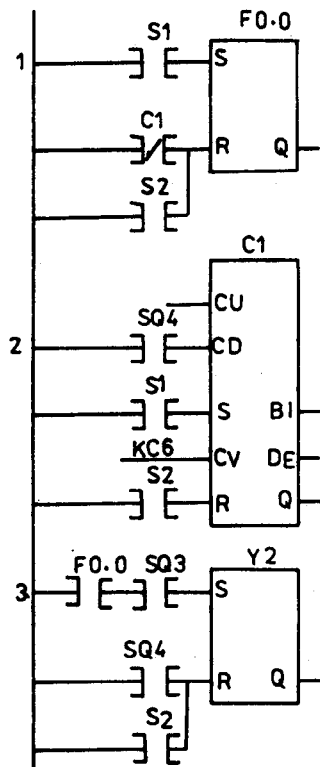 S1 F0.0
1 S
C1
R Q
S2
C1
CU
SQ4
2 CD
S1
S BI
KC6
CV DE
S2
R Q
F0.0 SQ3 Y2
3 S
SQ4
R Q
S2